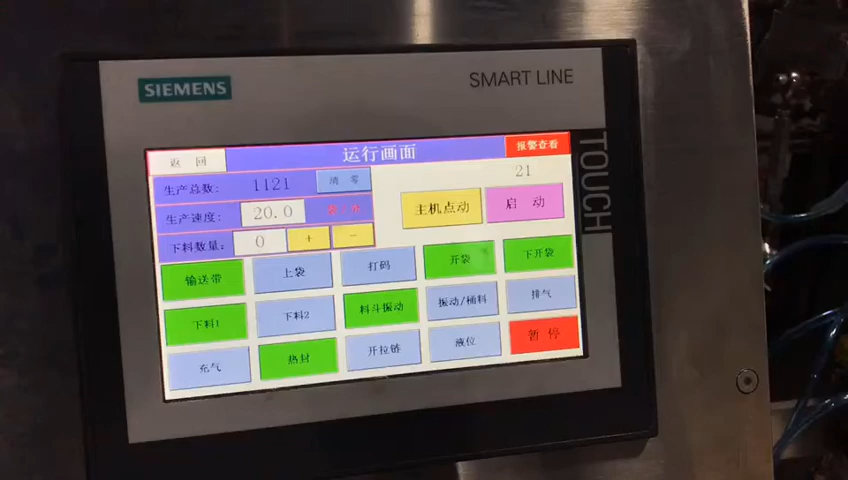 SIEMENS
SMART LINE
TOUCH
返 回
运行画面
报警查看
生产总数: 1121 清 零
21
生产速度: 20.0
主机点动
启 动
下料数量: 0 + -
输送带 上袋 打码 开袋 下开袋
下料1 下料2 料斗振动 振动/桶料 排气
充气 热封 开拉链 液位 暂 停